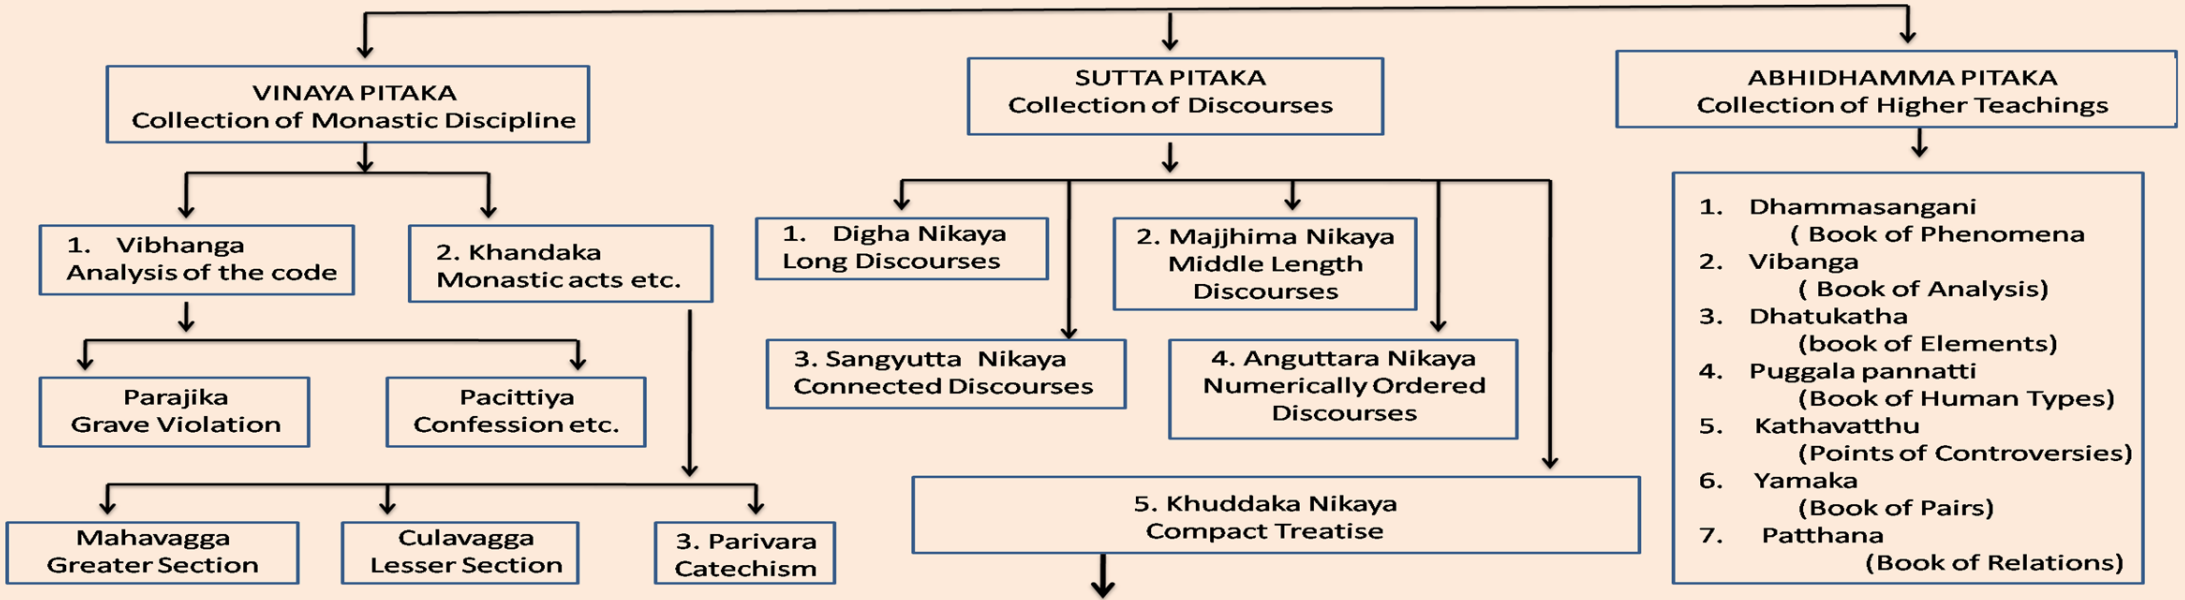 VINAYA PITAKA
Collection of Monastic Discipline
SUTTA PITAKA
Collection of Discourses
ABHIDHAMMA PITAKA
Collection of Higher Teachings
1. Vibhanga
Analysis of the code
2. Khandaka
Monastic acts etc.
Parajika
Grave Violation
Pacittiya
Confession etc.
Mahavagga
Greater Section
Culavagga
Lesser Section
3. Parivara
Catechism
1. Digha Nikaya
Long Discourses
2. Majjhima Nikaya
Middle Length
Discourses
3. Sangyutta Nikaya
Connected Discourses
4. Anguttara Nikaya
Numerically Ordered
Discourses
5. Khuddaka Nikaya
Compact Treatise
1. Dhammasangani
( Book of Phenomena
2. Vibanga
( Book of Analysis)
3. Dhatukatha
(book of Elements)
4. Puggala pannatti
(Book of Human Types)
5. Kathavatthu
(Points of Controversies)
6. Yamaka
(Book of Pairs)
7. Patthana
(Book of Relations)